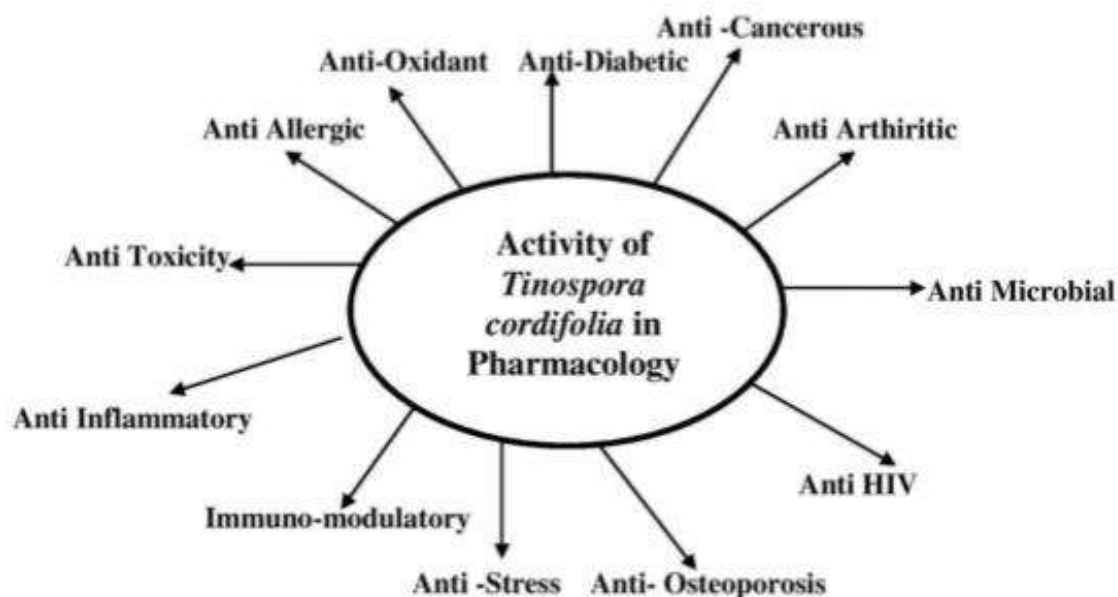 Anti -Cancerous
Anti-Oxidant
Anti-Diabetic
Anti Allergic
Anti Arthiritic
Activity of
Tinospora
cordifolia in
Pharmacology
Anti Toxicity
Anti Microbial
Anti Inflammatory
Anti HIV
Immuno-modulatory
Anti -Stress
Anti- Osteoporosis